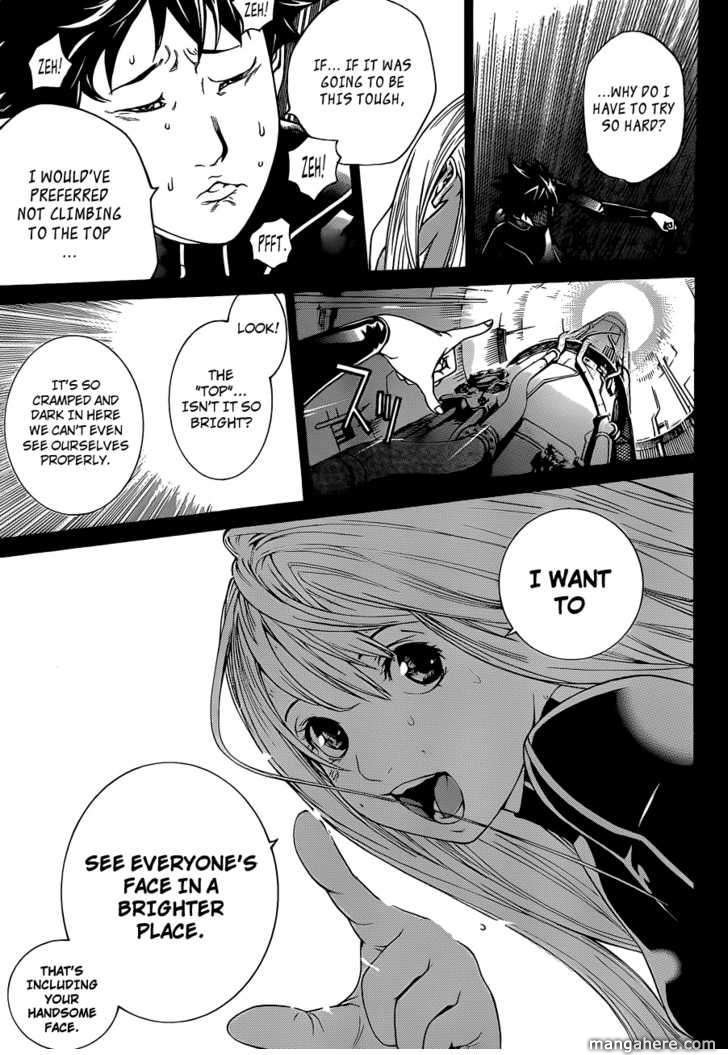 ...WHY DO I
HAVE TO TRY
SO HARD?
IF... IF IT WAS
GOING TO BE
THIS TOUGH,
ZEH!
ZEH!
ZEH!
PFFT.
I WOULD'VE
PREFERRED
NOT CLIMBING
TO THE TOP
...
ズッ
LOOK!
THE
"TOP"...
ISN'T IT SO
BRIGHT?
IT'S SO
CRAMPED AND
DARK IN HERE
WE CAN'T EVEN
SEE OURSELVES
PROPERLY.
I WANT
TO
SEE EVERYONE'S
FACE IN A
BRIGHTER
PLACE.
THAT'S
INCLUDING
YOUR
HANDSOME
FACE.
mangahere.com